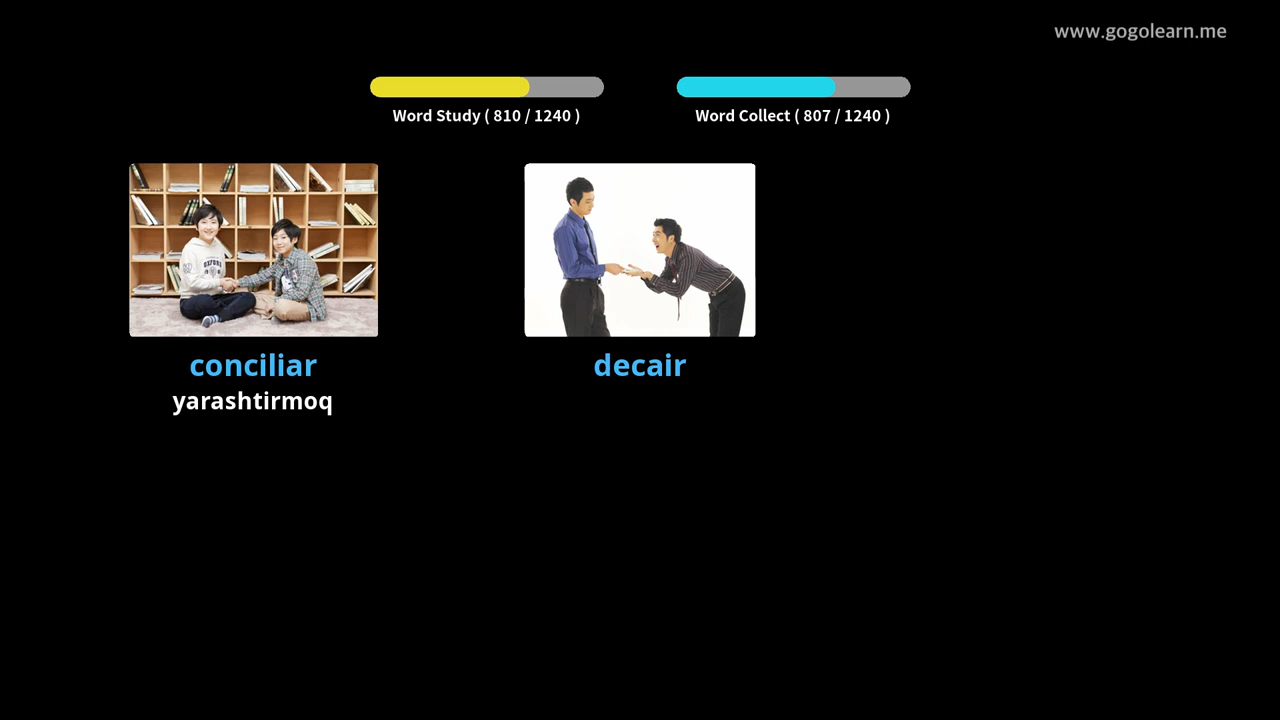 www.gogolearn.me
Word Study ( 810 / 1240 )
Word Collect ( 807 / 1240 )
conciliar
yarashtirmoq
decair